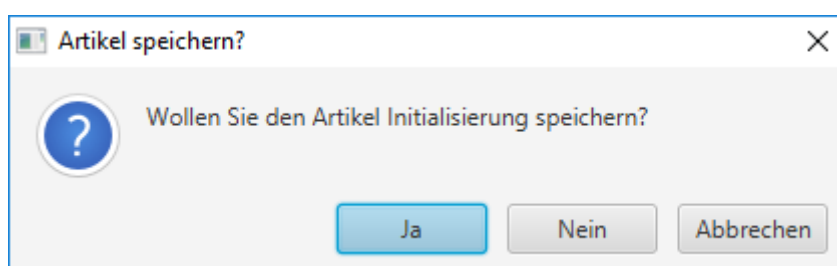 Artikel speichern?
Wollen Sie den Artikel Initialisierung speichern?
Ja Nein Abbrechen